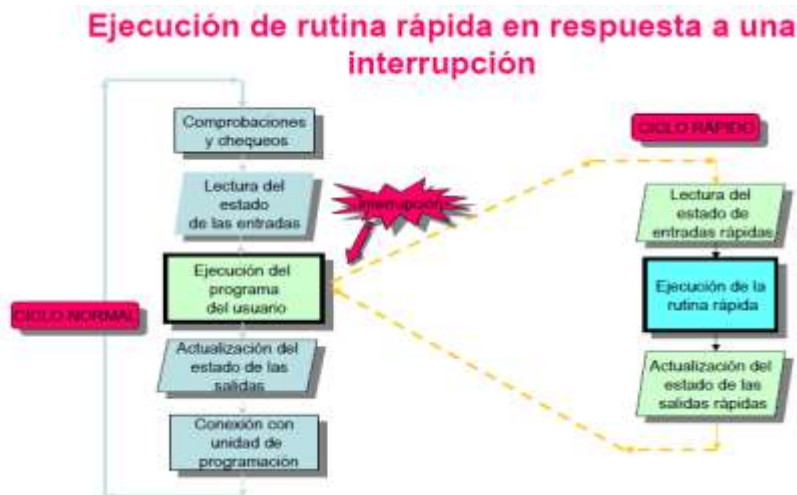 Ejecución de rutina rápida en respuesta a una
interrupción
Comprobaciones
y chequeos
Lectura del
estado
de las entradas
Interrupción
Ejecución del
programa
del usuario
CICLO NORMAL
Actualización del
estado de las
salidas
Conexión con
unidad de
programación
CICLO RÁPIDO
Lectura del
estado de
entradas rápidas
Ejecución de la
rutina rápida
Actualización del
estado de las
salidas rápidas